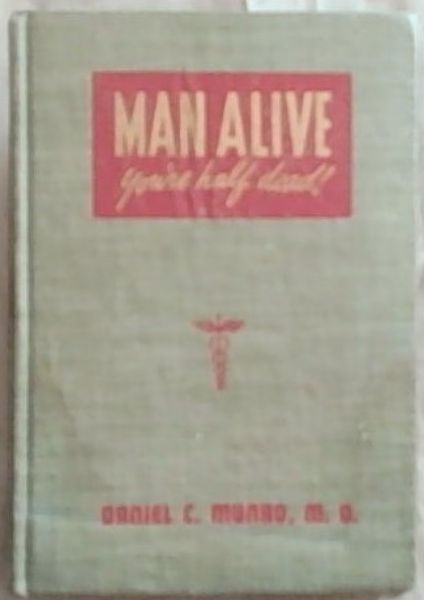 MAN ALIVE
you're half dead!
DANIEL C. MUNRO, M. D.